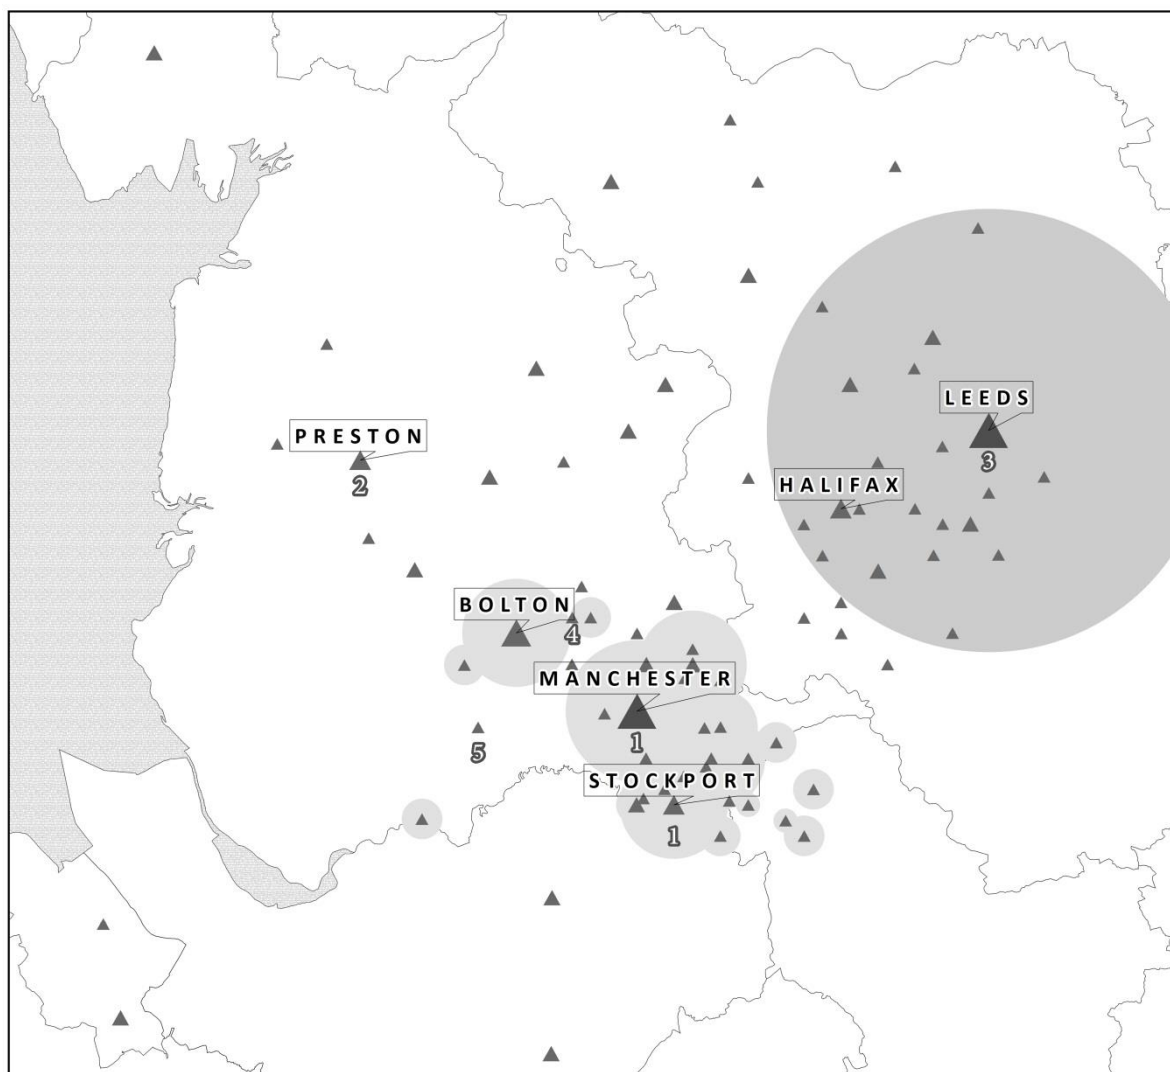 LEEDS
3
PRESTON
2
HALIFAX
BOLTON
4
MANCHESTER
1
5
STOCKPORT
1